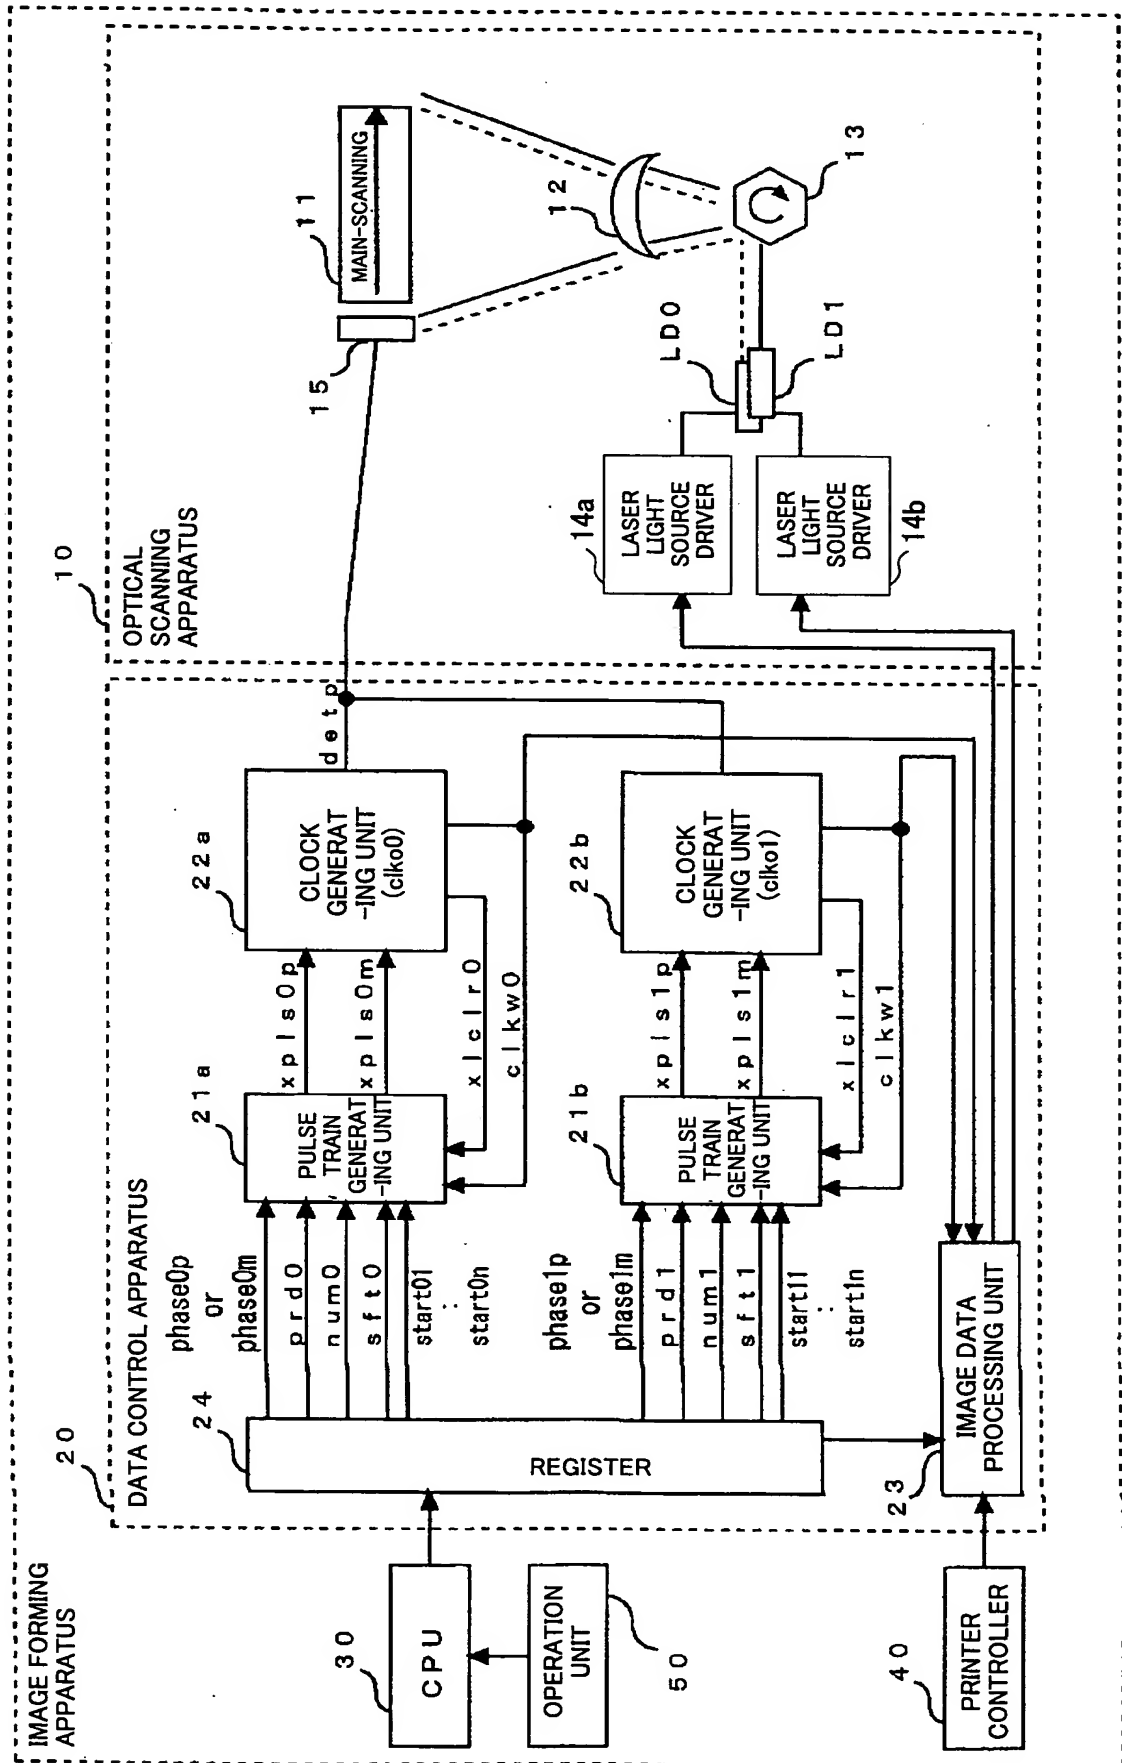 IMAGE FORMING
APPARATUS
20
DATA CONTROL APPARATUS
10
OPTICAL
SCANNING
APPARATUS
30
CPU
OPERATION
UNIT
50
40
PRINTER
CONTROLLER
24
REGISTER
phase0p
or
phase0m
prd0
num0
sft0
start01
..
start0n
21a
PULSE
TRAIN
GENERAT
-ING UNIT
xpls0p
xpls0m
xlclr0
clkw0
22a
CLOCK
GENERAT
-ING UNIT
(clko0)
detp
phase1p
or
phase1m
prd1
num1
sft1
start11
..
start1n
21b
PULSE
TRAIN
GENERAT
-ING UNIT
xpls1p
xpls1m
xlclr1
clkw1
22b
CLOCK
GENERAT
-ING UNIT
(clko1)
23
IMAGE DATA
PROCESSING UNIT
14a
LASER
LIGHT
SOURCE
DRIVER
14b
LASER
LIGHT
SOURCE
DRIVER
LD0
LD1
15
11
MAIN-SCANNING
12
13